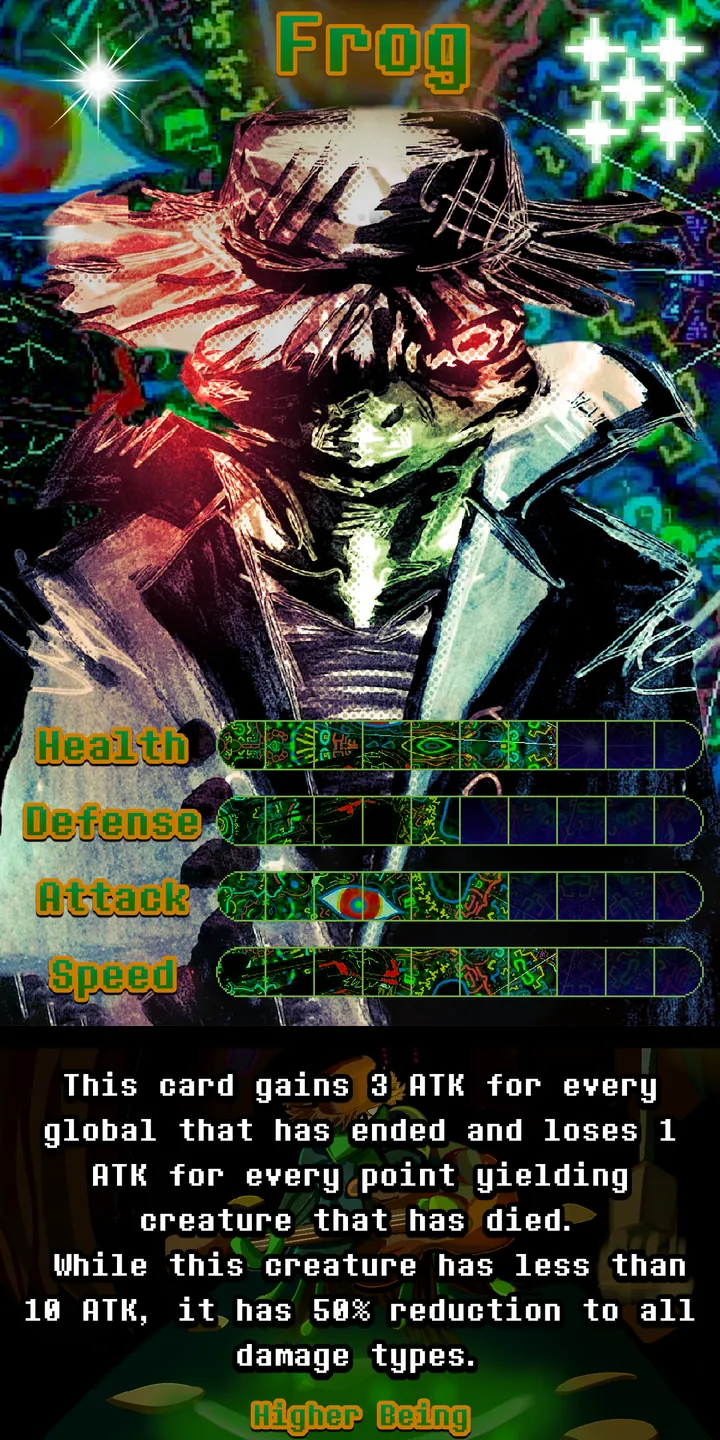 Frog
Health
Defense
Attack
Speed
This card gains 3 ATK for every
global that has ended and loses 1
ATK for every point yielding
creature that has died.
While this creature has less than
10 ATK, it has 50% reduction to all
damage types.
Higher Being